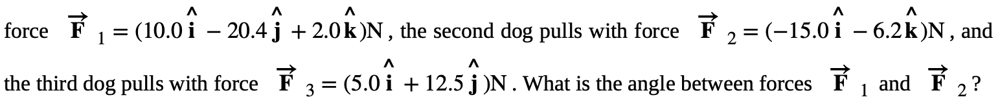 force F⃗ ₁ = (10.0 î − 20.4 ĵ + 2.0 k̂)N, the second dog pulls with force F⃗ ₂ = (−15.0 î − 6.2 k̂)N, and
the third dog pulls with force F⃗ ₃ = (5.0 î + 12.5 ĵ )N. What is the angle between forces F⃗ ₁ and F⃗ ₂?